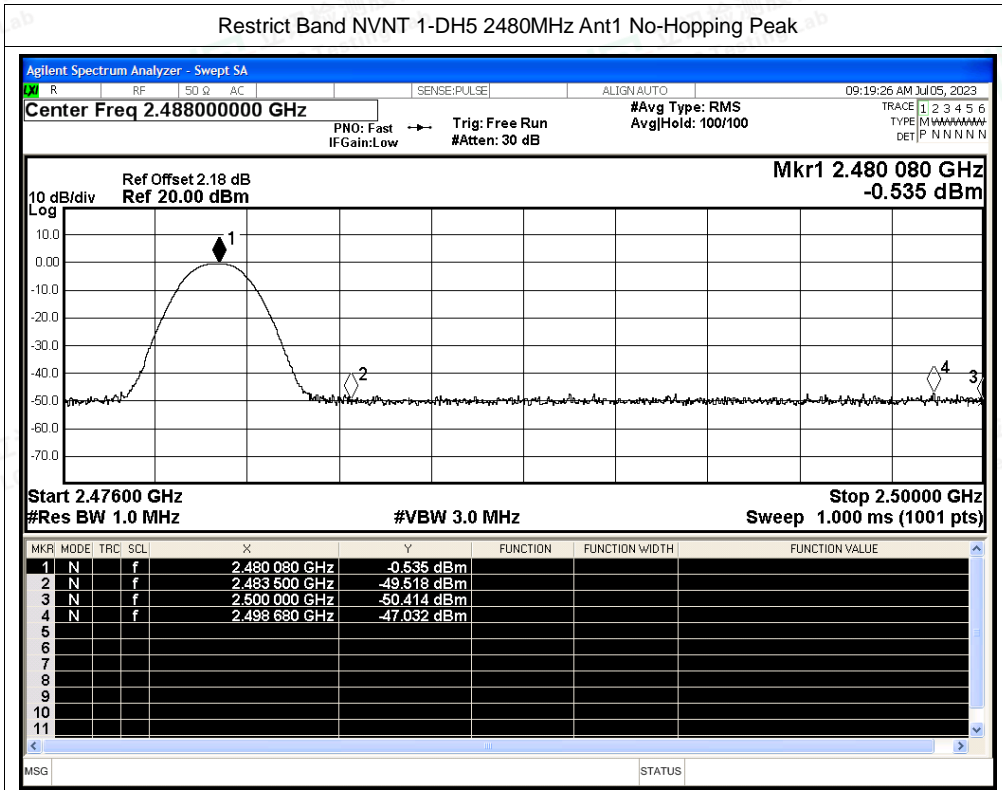 Restrict Band NVNT 1-DH5 2480MHz Ant1 No-Hopping Peak
Agilent Spectrum Analyzer - Swept SA
LXI R RF 50 Ω AC SENSE:PULSE ALIGN AUTO 09:19:26 AM Jul 05, 2023
Center Freq 2.488000000 GHz
#Avg Type: RMS
TRACE 1 2 3 4 5 6
PNO: Fast
Trig: Free Run
Avg|Hold: 100/100
TYPE M
IFGain:Low
#Atten: 30 dB
DET P N N N N N
Mkr1 2.480 080 GHz
-0.535 dBm
Ref Offset 2.18 dB
10 dB/div Ref 20.00 dBm
Log
10.0
0.00
-10.0
-20.0
-30.0
-40.0
-50.0
-60.0
-70.0
1
2
4
3
Start 2.47600 GHz Stop 2.50000 GHz
#Res BW 1.0 MHz #VBW 3.0 MHz Sweep 1.000 ms (1001 pts)
MKR MODE TRC SCL X Y FUNCTION FUNCTION WIDTH FUNCTION VALUE
1 N f 2.480 080 GHz -0.535 dBm
2 N f 2.483 500 GHz -49.518 dBm
3 N f 2.500 000 GHz -50.414 dBm
4 N f 2.498 680 GHz -47.032 dBm
5
6
7
8
9
10
11
MSG STATUS